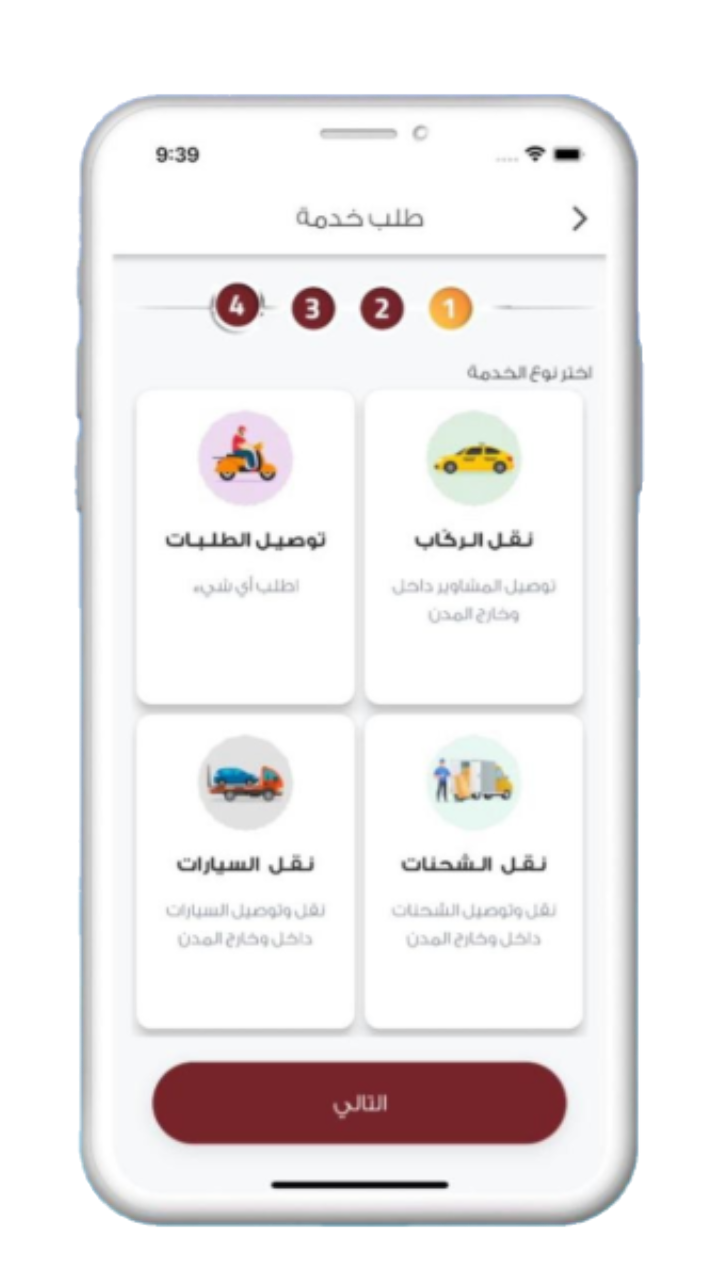 9:39
طلب خدمة
1 2 3 4
اختر نوع الخدمة
نقل الركّاب
توصيل المشاوير داخل
وخارج المدن
توصيل الطلبات
اطلب أي شيء
نقل الشحنات
نقل وتوصيل الشحنات
داخل وخارج المدن
نقل السيارات
نقل وتوصيل السيارات
داخل وخارج المدن
التالي